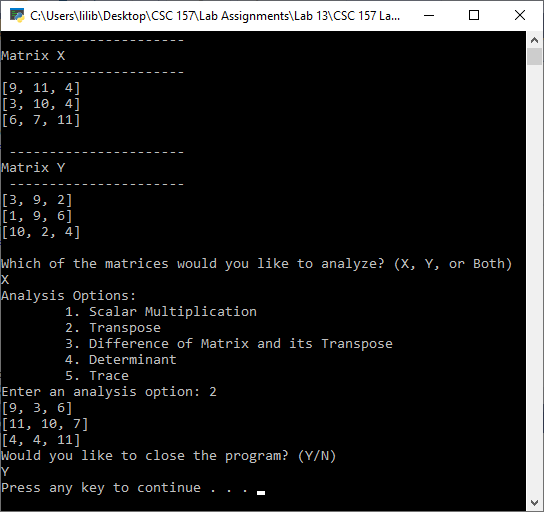 C:\Users\lilib\Desktop\CSC 157\Lab Assignments\Lab 13\CSC 157 La...
----------------------
Matrix X
----------------------
[9, 11, 4]
[3, 10, 4]
[6, 7, 11]
----------------------
Matrix Y
----------------------
[3, 9, 2]
[1, 9, 6]
[10, 2, 4]
Which of the matrices would you like to analyze? (X, Y, or Both)
X
Analysis Options:
1. Scalar Multiplication
2. Transpose
3. Difference of Matrix and its Transpose
4. Determinant
5. Trace
Enter an analysis option: 2
[9, 3, 6]
[11, 10, 7]
[4, 4, 11]
Would you like to close the program? (Y/N)
Y
Press any key to continue . . .